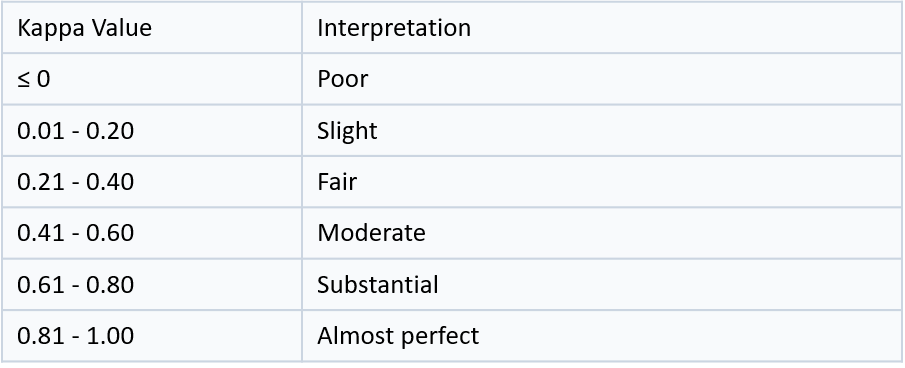 Kappa Value Interpretation
≤ 0 Poor
0.01 - 0.20 Slight
0.21 - 0.40 Fair
0.41 - 0.60 Moderate
0.61 - 0.80 Substantial
0.81 - 1.00 Almost perfect